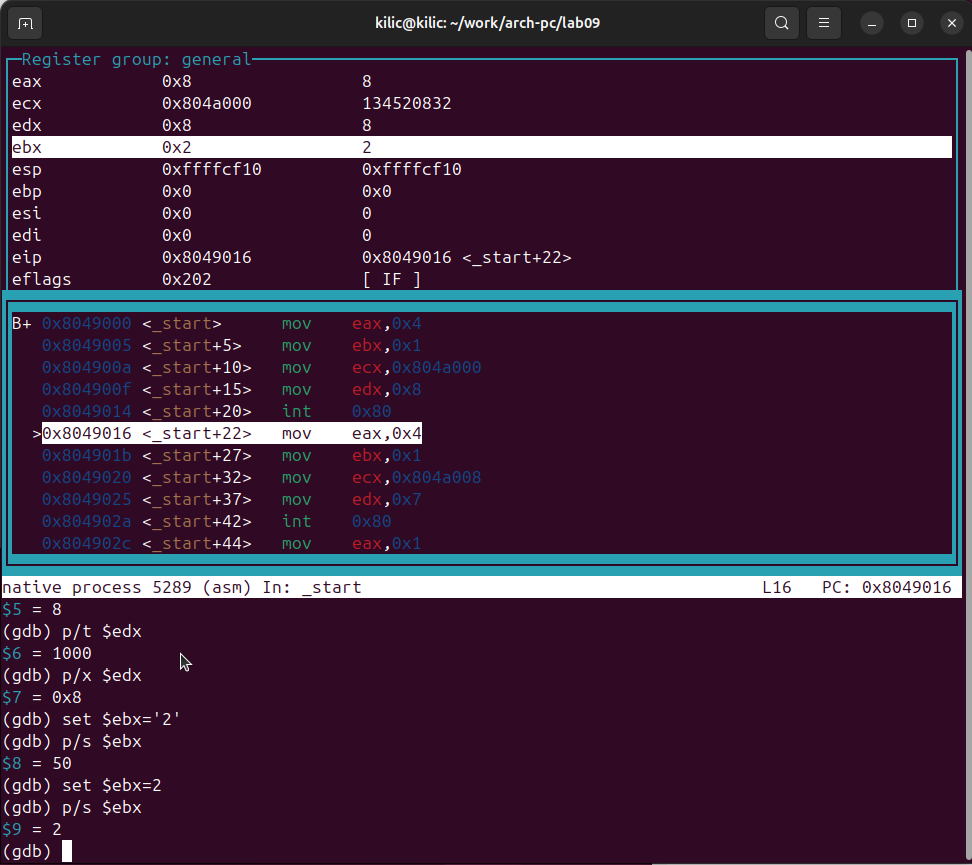 kilic@kilic: ~/work/arch-pc/lab09
Register group: general
eax 0x8 8
ecx 0x804a000 134520832
edx 0x8 8
ebx 0x2 2
esp 0xffffcf10 0xffffcf10
ebp 0x0 0x0
esi 0x0 0
edi 0x0 0
eip 0x8049016 0x8049016 <_start+22>
eflags 0x202 [ IF ]
B+ 0x8049000 <_start> mov eax,0x4
0x8049005 <_start+5> mov ebx,0x1
0x804900a <_start+10> mov ecx,0x804a000
0x804900f <_start+15> mov edx,0x8
0x8049014 <_start+20> int 0x80
>0x8049016 <_start+22> mov eax,0x4
0x804901b <_start+27> mov ebx,0x1
0x8049020 <_start+32> mov ecx,0x804a008
0x8049025 <_start+37> mov edx,0x7
0x804902a <_start+42> int 0x80
0x804902c <_start+44> mov eax,0x1
native process 5289 (asm) In: _start L16 PC: 0x8049016
$5 = 8
(gdb) p/t $edx
$6 = 1000
(gdb) p/x $edx
$7 = 0x8
(gdb) set $ebx='2'
(gdb) p/s $ebx
$8 = 50
(gdb) set $ebx=2
(gdb) p/s $ebx
$9 = 2
(gdb)